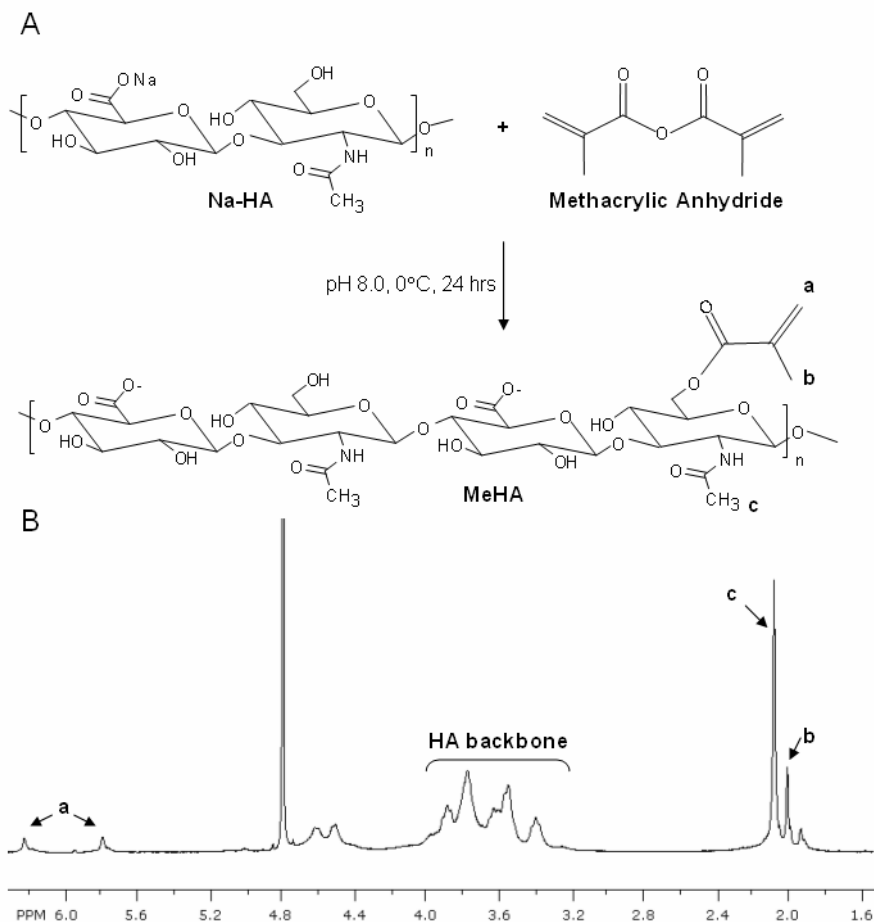 A
O Na
O
O
HO
OH
O
OH
HO
O
O
NH
O
CH3
O
n
Na-HA
+
O
O
O
Methacrylic Anhydride
pH 8.0, 0°C, 24 hrs
a
O
b
O
O-
O
O
HO
OH
O
OH
HO
O
O
NH
O
CH3
O
O-
O
O
HO
OH
O
HO
O
O
NH
O
CH3 c
O
n
MeHA
B
c
HA backbone
b
a
PPM 6.0 5.6 5.2 4.8 4.4 4.0 3.6 3.2 2.8 2.4 2.0 1.6